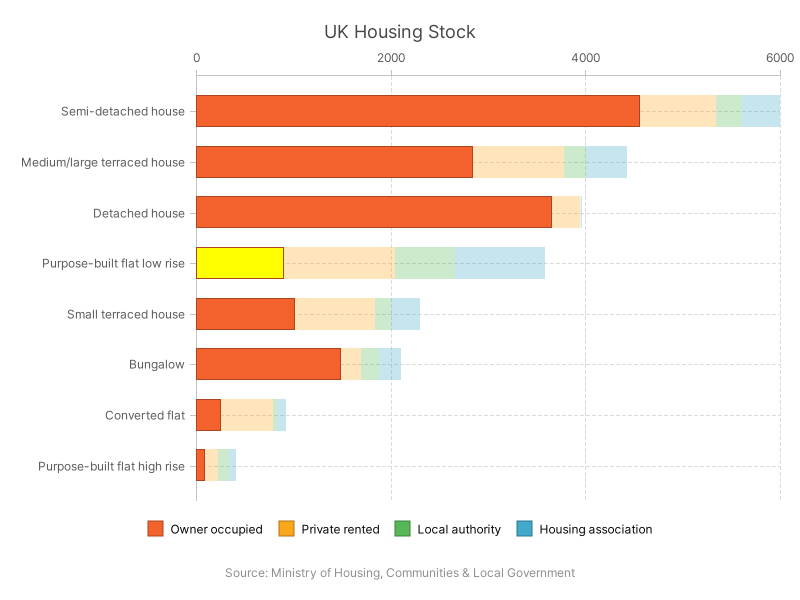 UK Housing Stock
0 2000 4000 6000
Semi-detached house
Medium/large terraced house
Detached house
Purpose-built flat low rise
Small terraced house
Bungalow
Converted flat
Purpose-built flat high rise
Owner occupied Private rented Local authority Housing association
Source: Ministry of Housing, Communities & Local Government